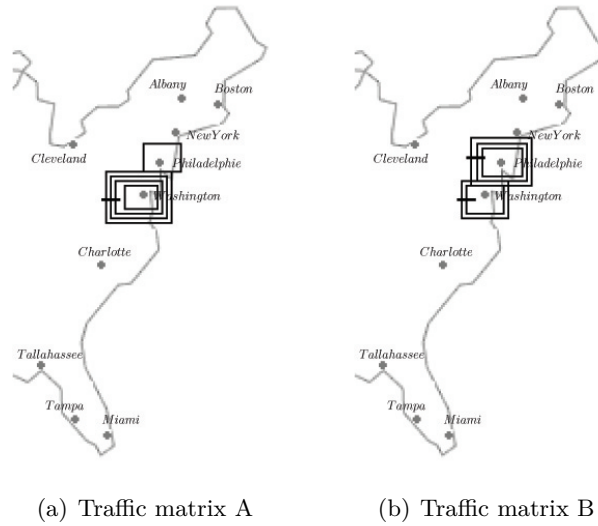 Albany
Boston
NewYork
Cleveland
Philadelphie
Washington
Charlotte
Tallahassee
Tampa
Miami
(a) Traffic matrix A
Albany
Boston
NewYork
Cleveland
Philadelphie
Washington
Charlotte
Tallahassee
Tampa
Miami
(b) Traffic matrix B